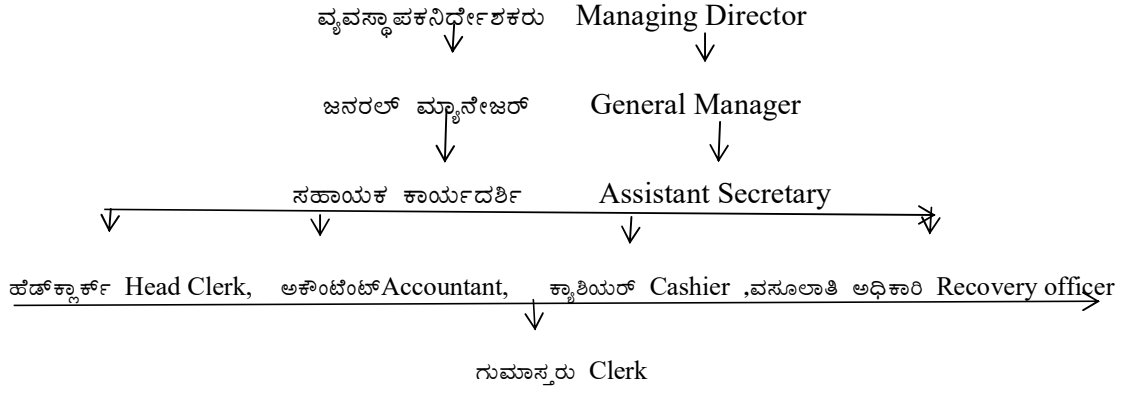 ವ್ಯವಸ್ಥಾಪಕನಿರ್ಧೇಶಕರು Managing Director
ಜನರಲ್ ಮ್ಯಾನೇಜರ್ General Manager
ಸಹಾಯಕ ಕಾರ್ಯದರ್ಶಿ Assistant Secretary
ಹೆಡ್‌ಕ್ಲಾರ್ಕ್ Head Clerk, ಅಕೌಂಟೆಂಟ್Accountant, ಕ್ಯಾಶಿಯರ್ Cashier ,ವಸೂಲಾತಿ ಅಧಿಕಾರಿ Recovery officer
ಗುಮಾಸ್ತರು Clerk